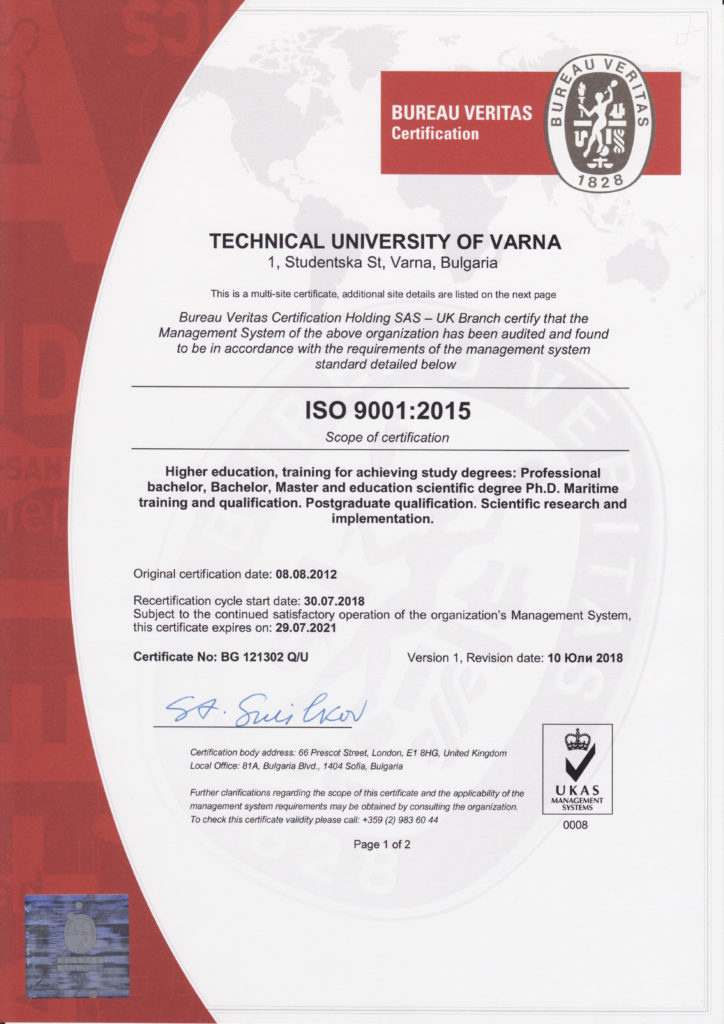 BUREAU VERITAS
Certification
BUREAU VERITAS
1828
TECHNICAL UNIVERSITY OF VARNA
1, Studentska St, Varna, Bulgaria
This is a multi-site certificate, additional site details are listed on the next page
Bureau Veritas Certification Holding SAS – UK Branch certify that the
Management System of the above organization has been audited and found
to be in accordance with the requirements of the management system
standard detailed below
ISO 9001:2015
Scope of certification
Higher education, training for achieving study degrees: Professional
bachelor, Bachelor, Master and education scientific degree Ph.D. Maritime
training and qualification. Postgraduate qualification. Scientific research and
implementation.
Original certification date: 08.08.2012
Recertification cycle start date: 30.07.2018
Subject to the continued satisfactory operation of the organization's Management System,
this certificate expires on: 29.07.2021
Certificate No: BG 121302 Q/U Version 1, Revision date: 10 Юли 2018
Certification body address: 66 Prescot Street, London, E1 8HG, United Kingdom
Local Office: 81A, Bulgaria Blvd., 1404 Sofia, Bulgaria
Further clarifications regarding the scope of this certificate and the applicability of the
management system requirements may be obtained by consulting the organization.
To check this certificate validity please call: +359 (2) 983 60 44
UKAS
MANAGEMENT
SYSTEMS
0008
Page 1 of 2